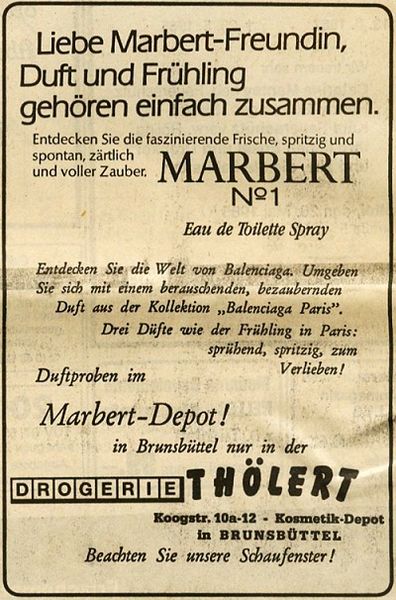 Liebe Marbert-Freundin,
Duft und Frühling
gehören einfach zusammen.
Entdecken Sie die faszinierende Frische, spritzig und
spontan, zärtlich
und voller Zauber. MARBERT
Nº1
Eau de Toilette Spray
Entdecken Sie die Welt von Balenciaga. Umgeben
Sie sich mit einem berauschenden, bezaubernden
Duft aus der Kollektion „Balenciaga Paris”.
Drei Düfte wie der Frühling in Paris:
sprühend, spritzig, zum
Verlieben!
Duftproben im
Marbert-Depot!
in Brunsbüttel nur in der
DROGERIE THÖLERT
Koogstr. 10a-12 - Kosmetik-Depot
in BRUNSBÜTTEL
Beachten Sie unsere Schaufenster!